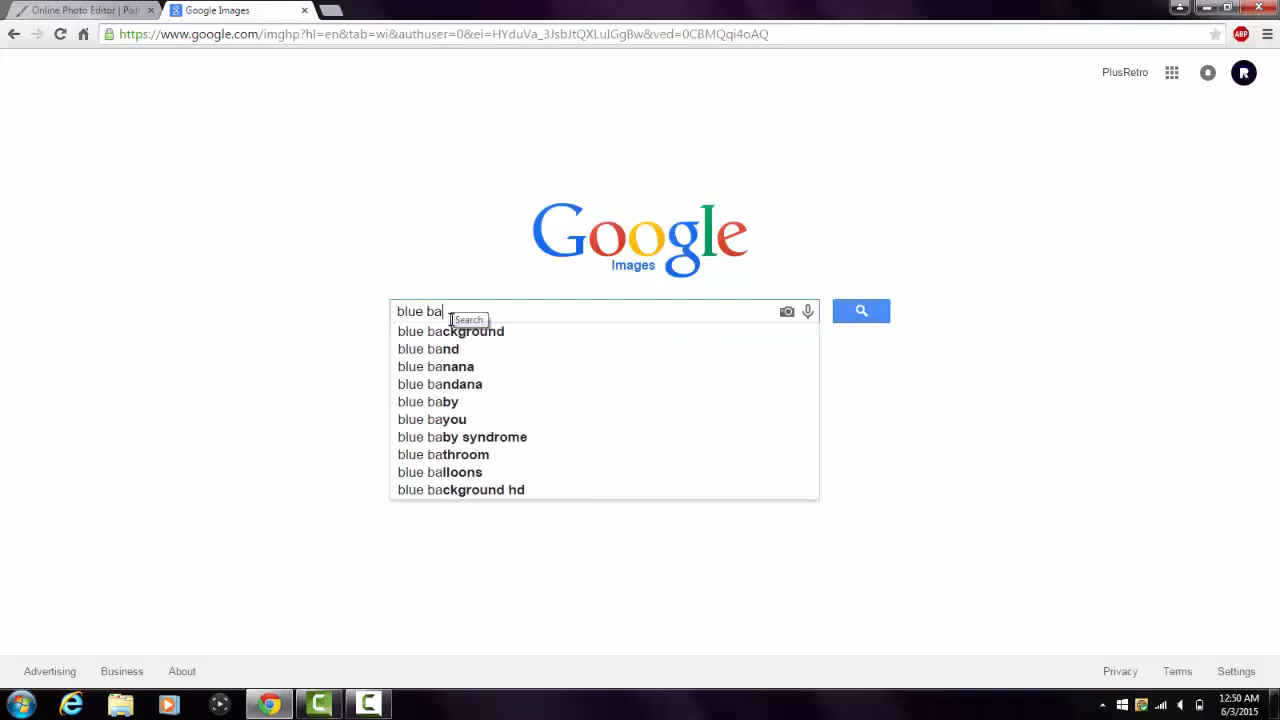 Online Photo Editor | Pixlr
Google Images
https://www.google.com/imghp?hl=en&tab=wi&authuser=0&ei=HYduVa_3JsbJtQXLuIGgBw&ved=0CBMQqi4oAQ
ABP
PlusRetro
R
Google
Images
blue ba
Search
blue background
blue band
blue banana
blue bandana
blue baby
blue bayou
blue baby syndrome
blue bathroom
blue balloons
blue background hd
Advertising Business About
Privacy Terms Settings
12:50 AM
6/3/2015